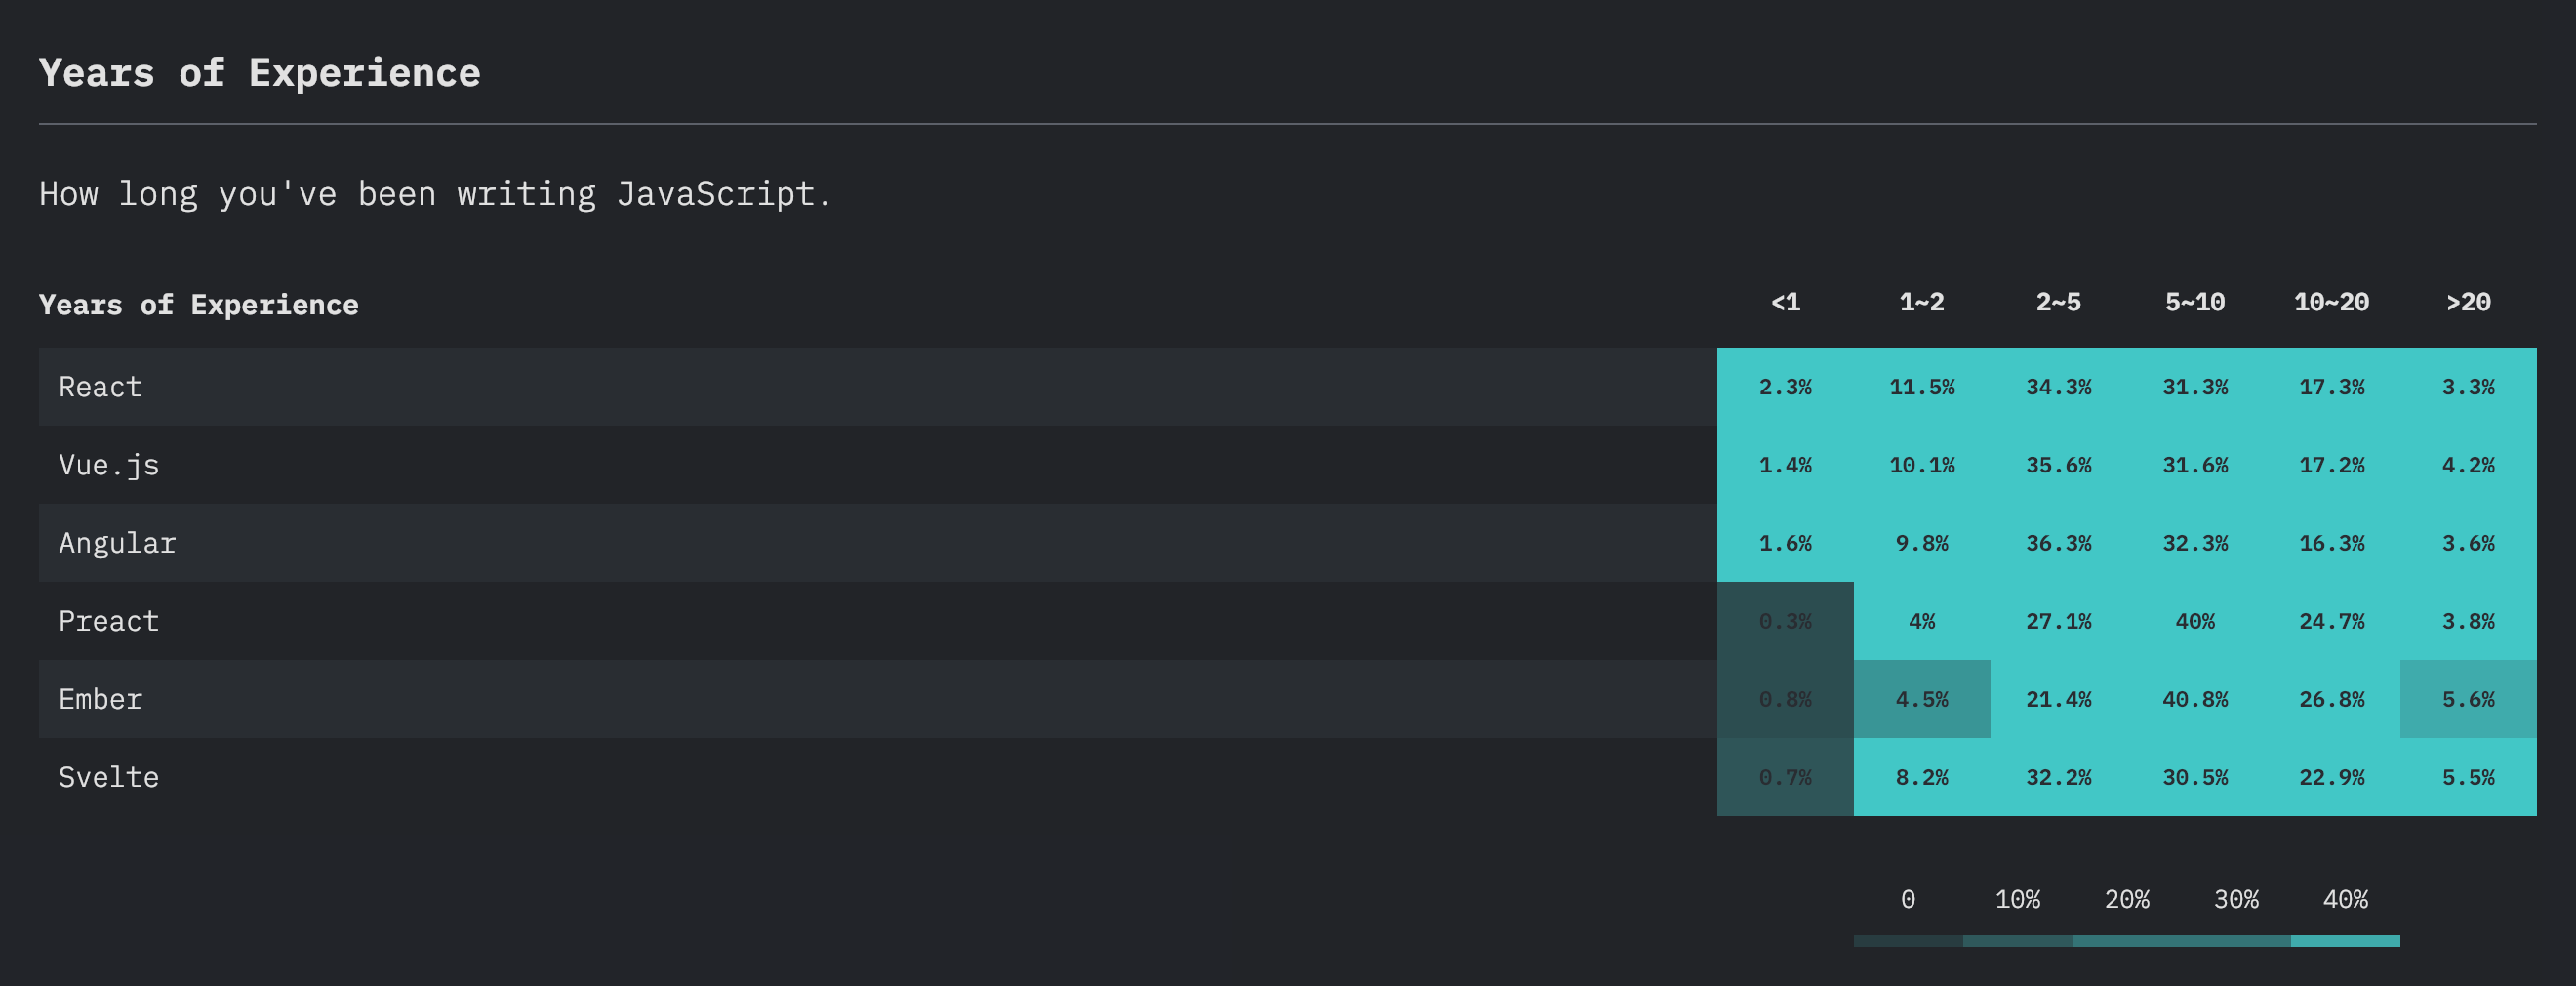 Years of Experience
How long you've been writing JavaScript.
Years of Experience <1 1~2 2~5 5~10 10~20 >20
React 2.3% 11.5% 34.3% 31.3% 17.3% 3.3%
Vue.js 1.4% 10.1% 35.6% 31.6% 17.2% 4.2%
Angular 1.6% 9.8% 36.3% 32.3% 16.3% 3.6%
Preact 0.3% 4% 27.1% 40% 24.7% 3.8%
Ember 0.8% 4.5% 21.4% 40.8% 26.8% 5.6%
Svelte 0.7% 8.2% 32.2% 30.5% 22.9% 5.5%
0 10% 20% 30% 40%